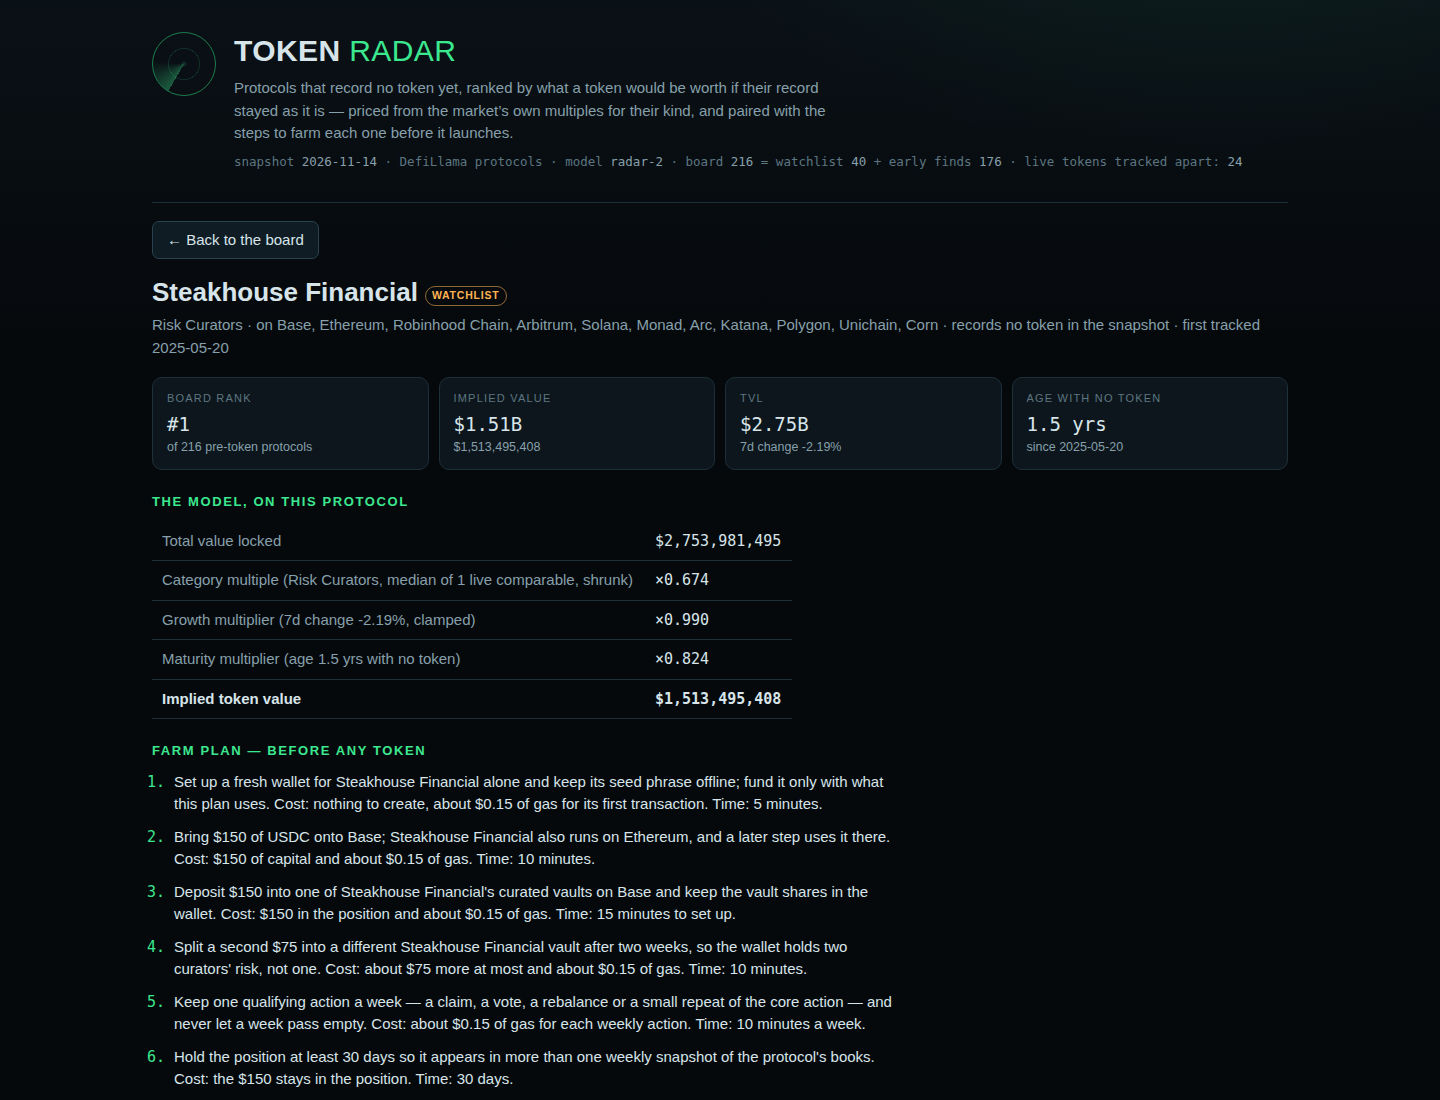 TOKEN RADAR
Protocols that record no token yet, ranked by what a token would be worth if their record
stayed as it is — priced from the market’s own multiples for their kind, and paired with the
steps to farm each one before it launches.
snapshot 2026-11-14 · DefiLlama protocols · model radar-2 · board 216 = watchlist 40 + early finds 176 · live tokens tracked apart: 24
← Back to the board
Steakhouse Financial WATCHLIST
Risk Curators · on Base, Ethereum, Robinhood Chain, Arbitrum, Solana, Monad, Arc, Katana, Polygon, Unichain, Corn · records no token in the snapshot · first tracked
2025-05-20
BOARD RANK
#1
of 216 pre-token protocols
IMPLIED VALUE
$1.51B
$1,513,495,408
TVL
$2.75B
7d change -2.19%
AGE WITH NO TOKEN
1.5 yrs
since 2025-05-20
THE MODEL, ON THIS PROTOCOL
Total value locked $2,753,981,495
Category multiple (Risk Curators, median of 1 live comparable, shrunk) ×0.674
Growth multiplier (7d change -2.19%, clamped) ×0.990
Maturity multiplier (age 1.5 yrs with no token) ×0.824
Implied token value $1,513,495,408
FARM PLAN — BEFORE ANY TOKEN
1. Set up a fresh wallet for Steakhouse Financial alone and keep its seed phrase offline; fund it only with what
this plan uses. Cost: nothing to create, about $0.15 of gas for its first transaction. Time: 5 minutes.
2. Bring $150 of USDC onto Base; Steakhouse Financial also runs on Ethereum, and a later step uses it there.
Cost: $150 of capital and about $0.15 of gas. Time: 10 minutes.
3. Deposit $150 into one of Steakhouse Financial's curated vaults on Base and keep the vault shares in the
wallet. Cost: $150 in the position and about $0.15 of gas. Time: 15 minutes to set up.
4. Split a second $75 into a different Steakhouse Financial vault after two weeks, so the wallet holds two
curators' risk, not one. Cost: about $75 more at most and about $0.15 of gas. Time: 10 minutes.
5. Keep one qualifying action a week — a claim, a vote, a rebalance or a small repeat of the core action — and
never let a week pass empty. Cost: about $0.15 of gas for each weekly action. Time: 10 minutes a week.
6. Hold the position at least 30 days so it appears in more than one weekly snapshot of the protocol's books.
Cost: the $150 stays in the position. Time: 30 days.